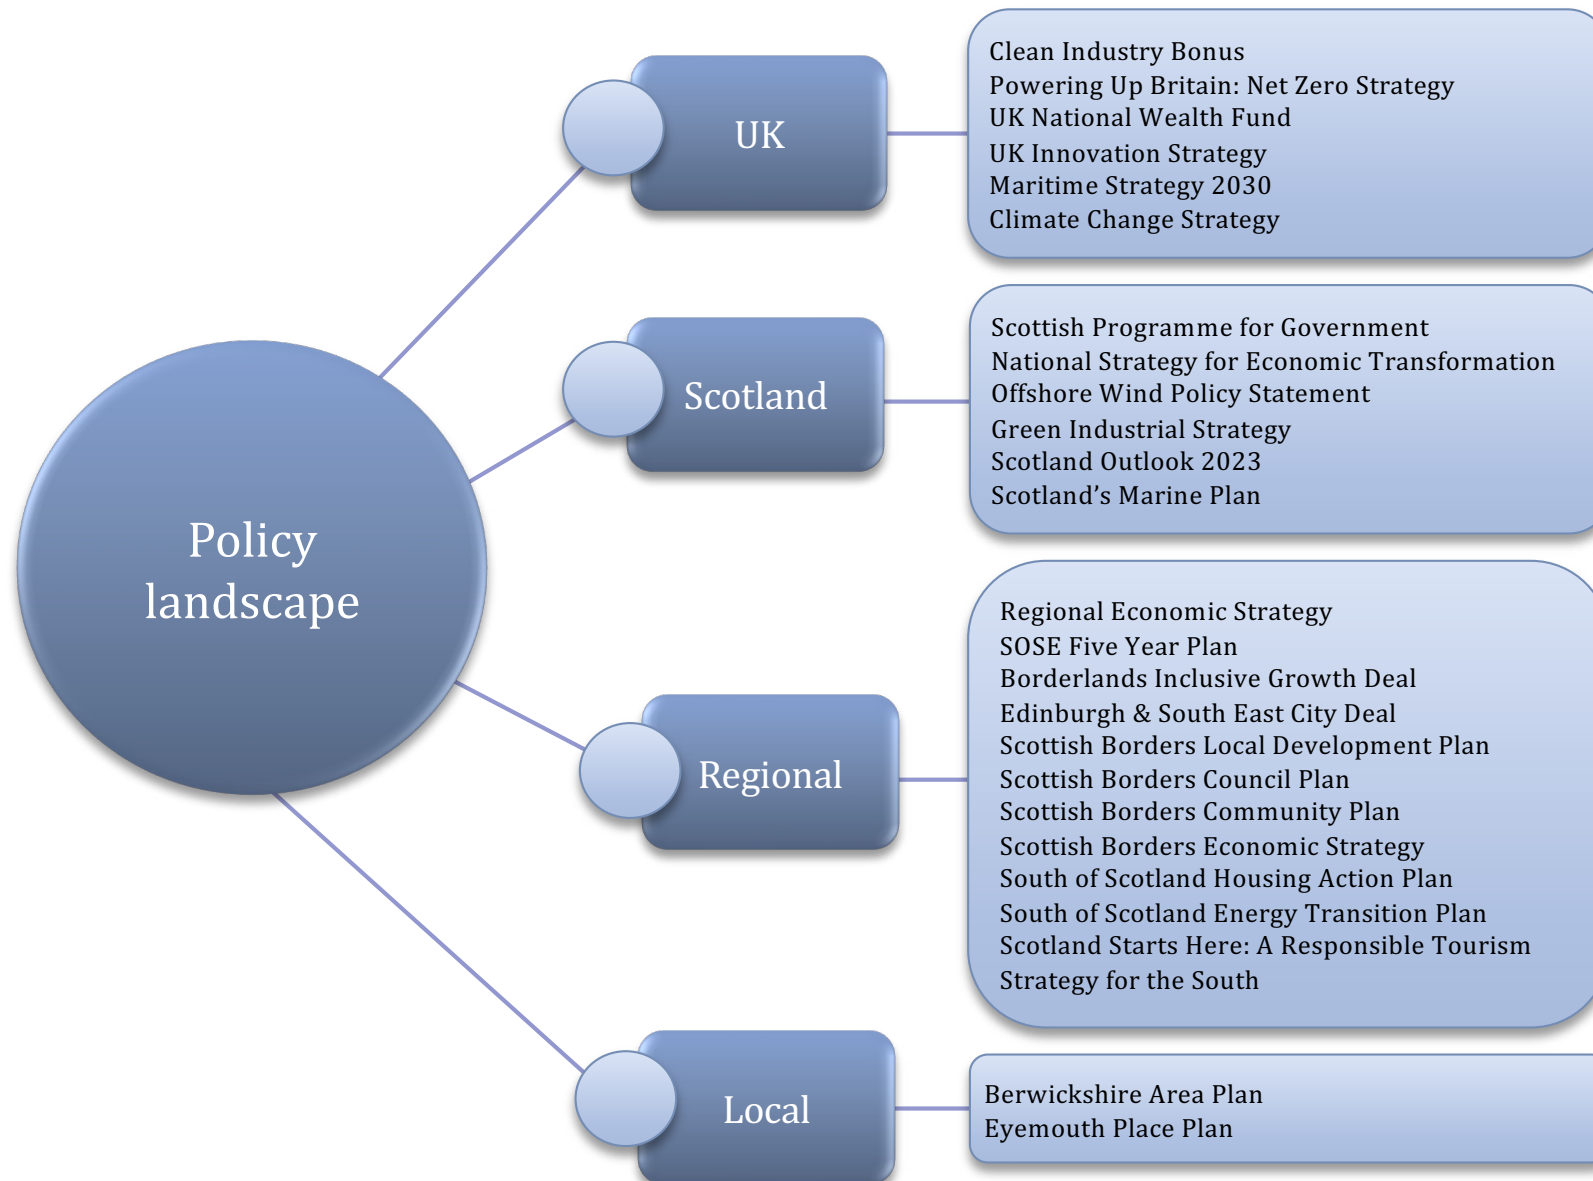 Policy
landscape
UK
Clean Industry Bonus
Powering Up Britain: Net Zero Strategy
UK National Wealth Fund
UK Innovation Strategy
Maritime Strategy 2030
Climate Change Strategy
Scotland
Scottish Programme for Government
National Strategy for Economic Transformation
Offshore Wind Policy Statement
Green Industrial Strategy
Scotland Outlook 2023
Scotland’s Marine Plan
Regional
Regional Economic Strategy
SOSE Five Year Plan
Borderlands Inclusive Growth Deal
Edinburgh & South East City Deal
Scottish Borders Local Development Plan
Scottish Borders Council Plan
Scottish Borders Community Plan
Scottish Borders Economic Strategy
South of Scotland Housing Action Plan
South of Scotland Energy Transition Plan
Scotland Starts Here: A Responsible Tourism
Strategy for the South
Local
Berwickshire Area Plan
Eyemouth Place Plan